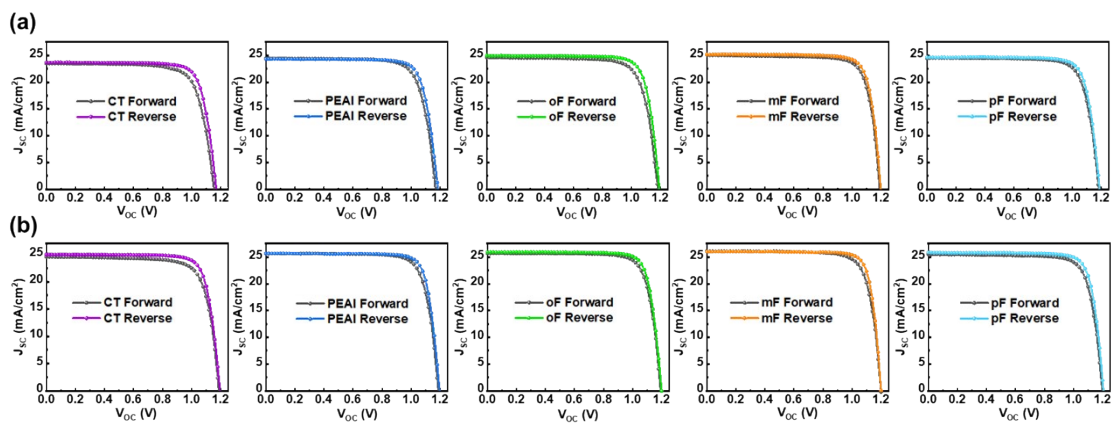 (a)
25
20
15
10
5
0
J_SC (mA/cm²)
CT Forward
CT Reverse
0.0 0.2 0.4 0.6 0.8 1.0 1.2
V_OC (V)
25
20
15
10
5
0
J_SC (mA/cm²)
PEAI Forward
PEAI Reverse
0.0 0.2 0.4 0.6 0.8 1.0 1.2
V_OC (V)
25
20
15
10
5
0
J_SC (mA/cm²)
oF Forward
oF Reverse
0.0 0.2 0.4 0.6 0.8 1.0 1.2
V_OC (V)
25
20
15
10
5
0
J_SC (mA/cm²)
mF Forward
mF Reverse
0.0 0.2 0.4 0.6 0.8 1.0 1.2
V_OC (V)
25
20
15
10
5
0
J_SC (mA/cm²)
pF Forward
pF Reverse
0.0 0.2 0.4 0.6 0.8 1.0 1.2
V_OC (V)
(b)
25
20
15
10
5
0
J_SC (mA/cm²)
CT Forward
CT Reverse
0.0 0.2 0.4 0.6 0.8 1.0 1.2
V_OC (V)
25
20
15
10
5
0
J_SC (mA/cm²)
PEAI Forward
PEAI Reverse
0.0 0.2 0.4 0.6 0.8 1.0 1.2
V_OC (V)
25
20
15
10
5
0
J_SC (mA/cm²)
oF Forward
oF Reverse
0.0 0.2 0.4 0.6 0.8 1.0 1.2
V_OC (V)
25
20
15
10
5
0
J_SC (mA/cm²)
mF Forward
mF Reverse
0.0 0.2 0.4 0.6 0.8 1.0 1.2
V_OC (V)
25
20
15
10
5
0
J_SC (mA/cm²)
pF Forward
pF Reverse
0.0 0.2 0.4 0.6 0.8 1.0 1.2
V_OC (V)